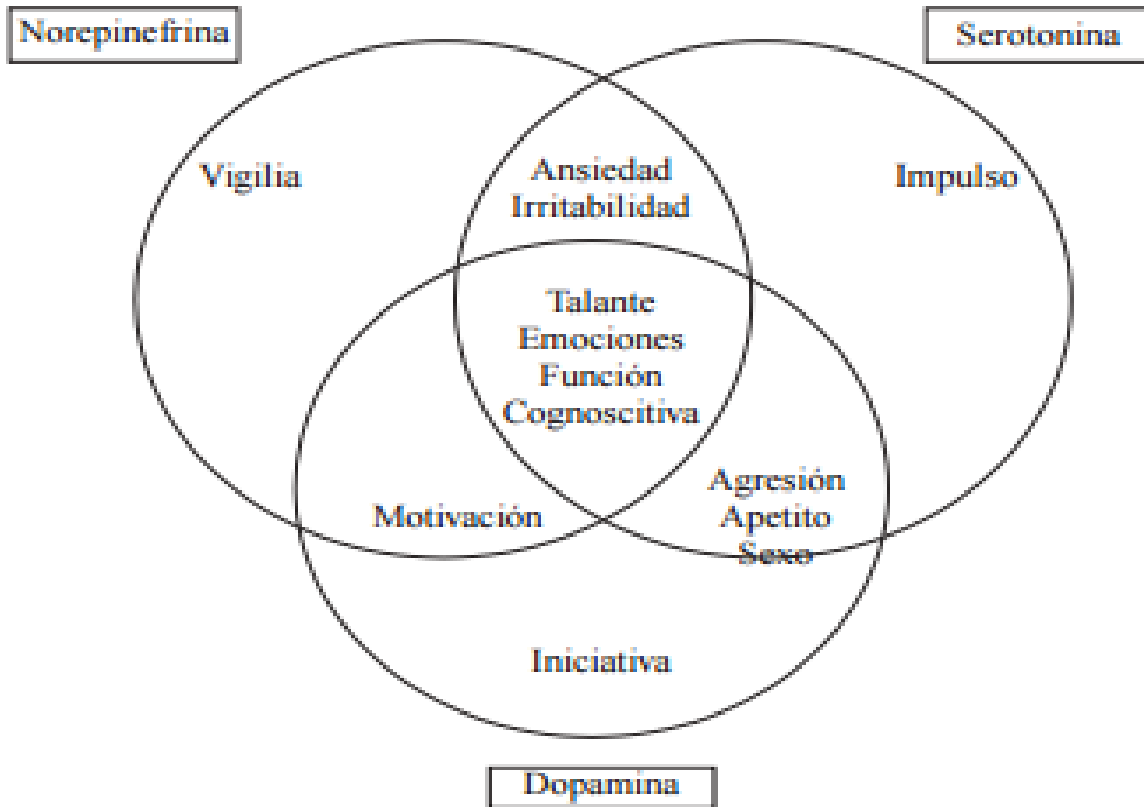 Norepinefrina
Serotonina
Vigilia
Ansiedad
Irritabilidad
Impulso
Talante
Emociones
Función
Cognoscitiva
Motivación
Agresión
Apetito
Sexo
Iniciativa
Dopamina